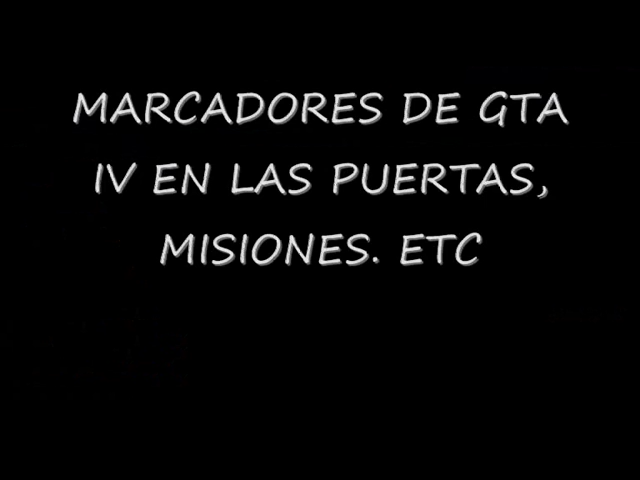 MARCADORES DE GTA
IV EN LAS PUERTAS,
MISIONES. ETC